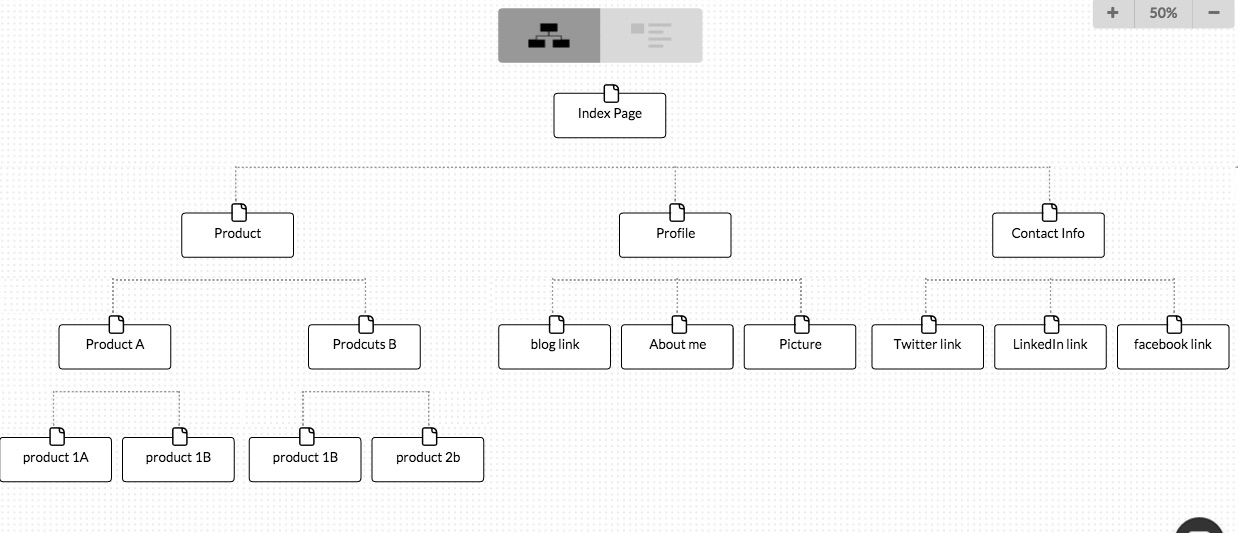 + 50% −
Index Page
Product
Profile
Contact Info
Product A
Prodcuts B
blog link
About me
Picture
Twitter link
LinkedIn link
facebook link
product 1A
product 1B
product 1B
product 2b